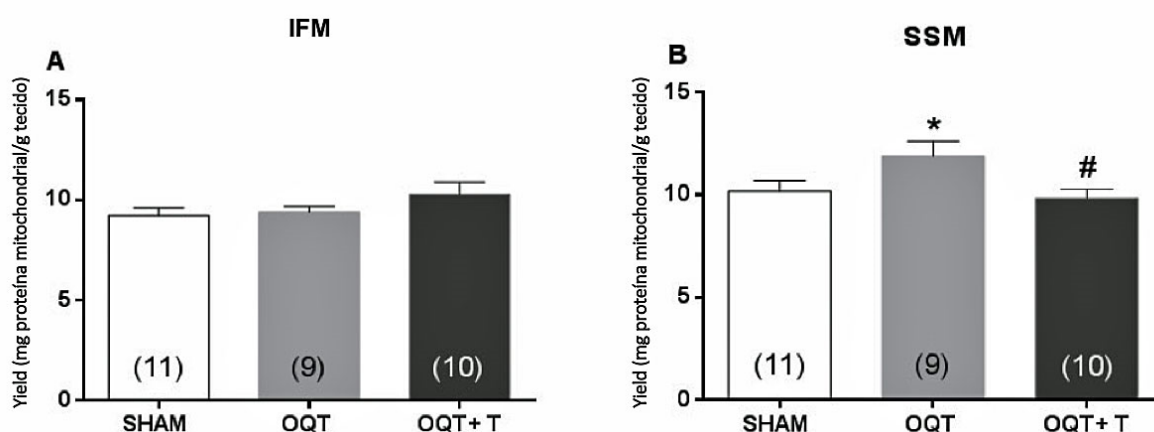 IFM
A
Yield (mg proteína mitochondrial/g tecido)
15
10
5
0
(11)
(9)
(10)
SHAM
OQT
OQT+ T
SSM
B
Yield (mg proteína mitochondrial/g tecido)
15
10
5
0
*
#
(11)
(9)
(10)
SHAM
OQT
OQT+ T